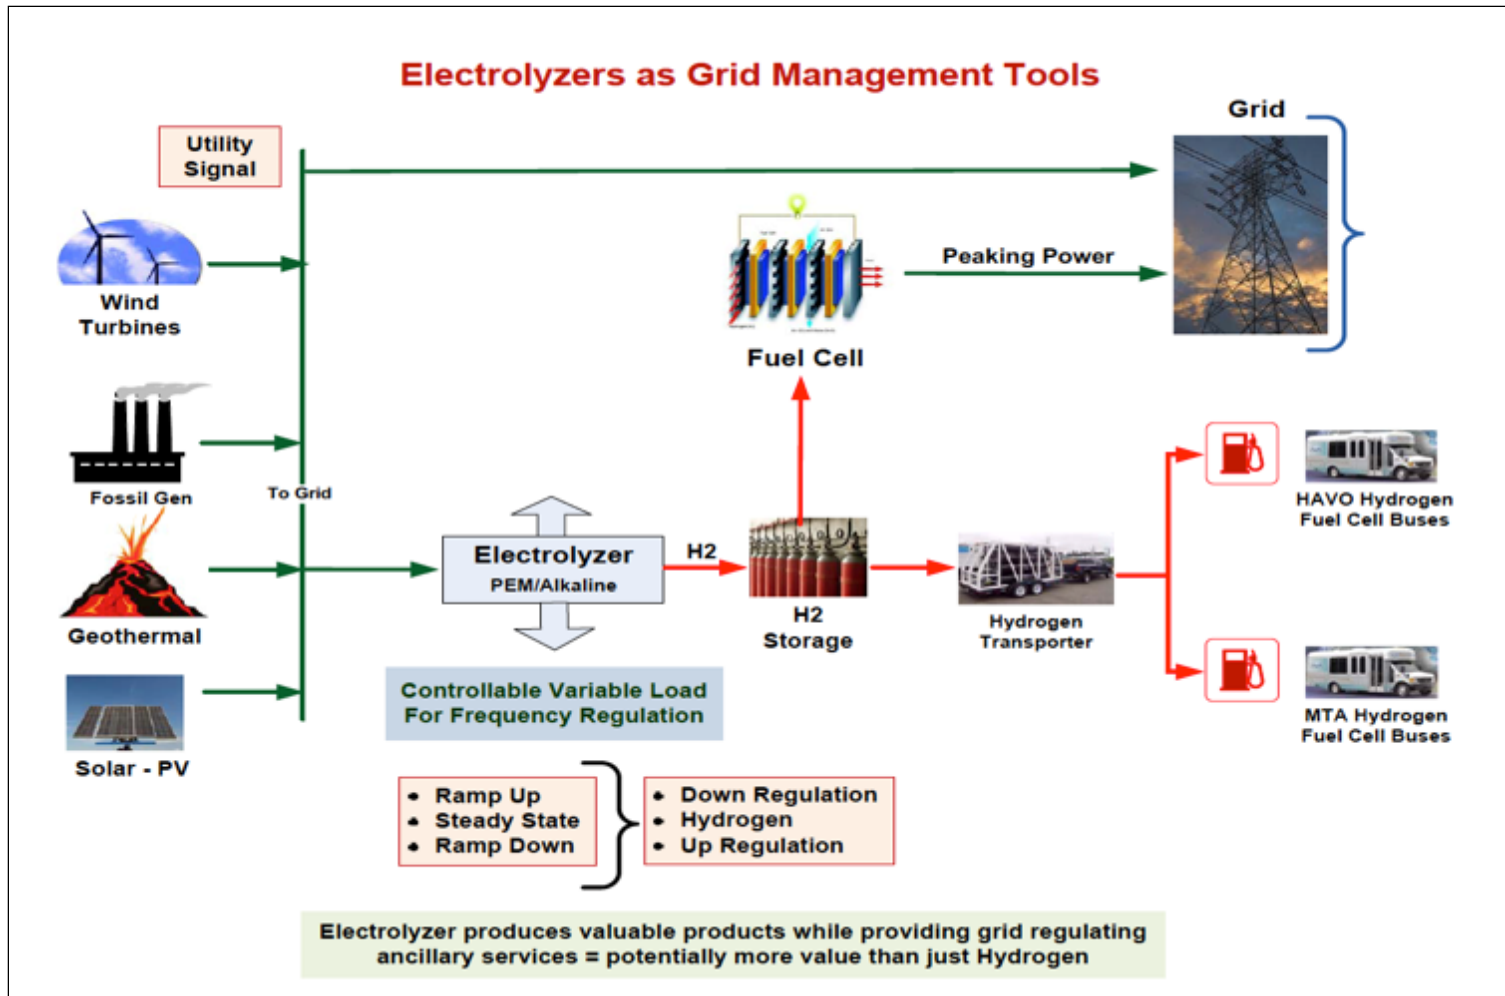 Electrolyzers as Grid Management Tools
Utility
Signal
Grid
Wind
Turbines
Peaking Power
Fuel Cell
Fossil Gen
To Grid
HAVO Hydrogen
Fuel Cell Buses
Electrolyzer
PEM/Alkaline
H2
H2
Storage
Hydrogen
Transporter
Geothermal
Controllable Variable Load
For Frequency Regulation
MTA Hydrogen
Fuel Cell Buses
Solar - PV
• Ramp Up
• Steady State
• Ramp Down
• Down Regulation
• Hydrogen
• Up Regulation
Electrolyzer produces valuable products while providing grid regulating
ancillary services = potentially more value than just Hydrogen